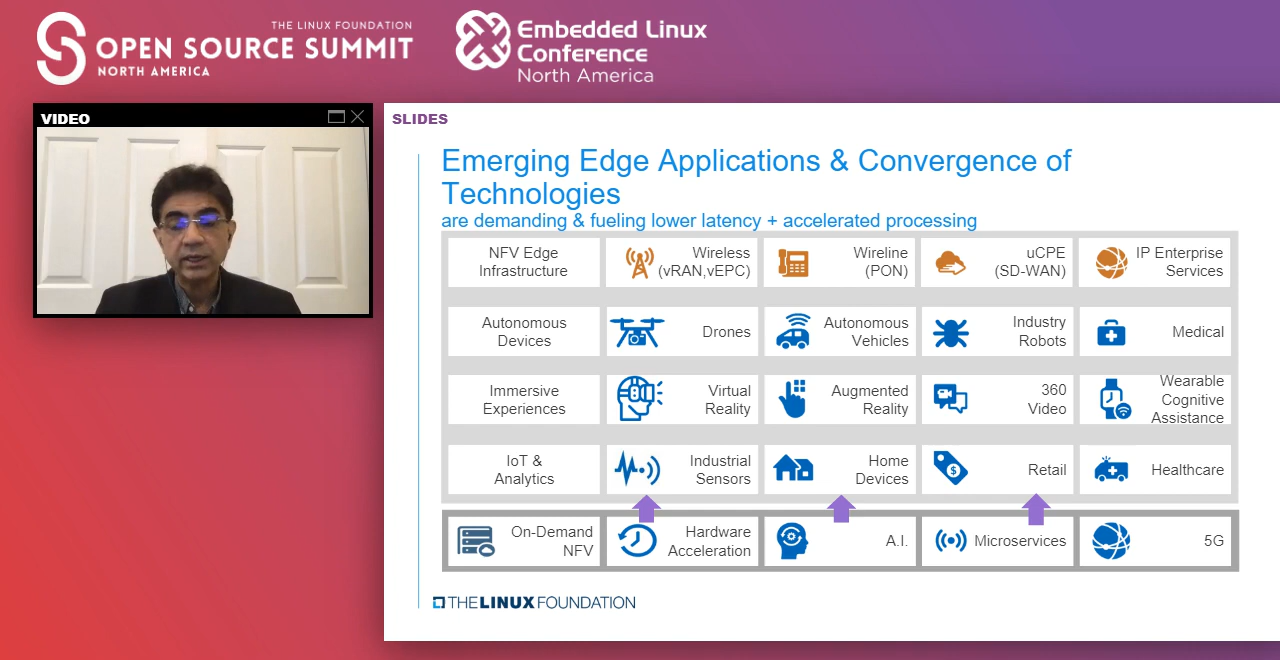 THE LINUX FOUNDATION
OPEN SOURCE SUMMIT
NORTH AMERICA
Embedded Linux
Conference
North America
VIDEO
SLIDES
Emerging Edge Applications & Convergence of
Technologies
are demanding & fueling lower latency + accelerated processing
NFV Edge
Infrastructure
Wireless
(vRAN,vEPC)
Wireline
(PON)
uCPE
(SD-WAN)
IP Enterprise
Services
Autonomous
Devices
Drones
Autonomous
Vehicles
Industry
Robots
Medical
Immersive
Experiences
Virtual
Reality
Augmented
Reality
360
Video
Wearable
Cognitive
Assistance
IoT &
Analytics
Industrial
Sensors
Home
Devices
$
Retail
Healthcare
On-Demand
NFV
Hardware
Acceleration
A.I.
Microservices
5G
THE LINUX FOUNDATION